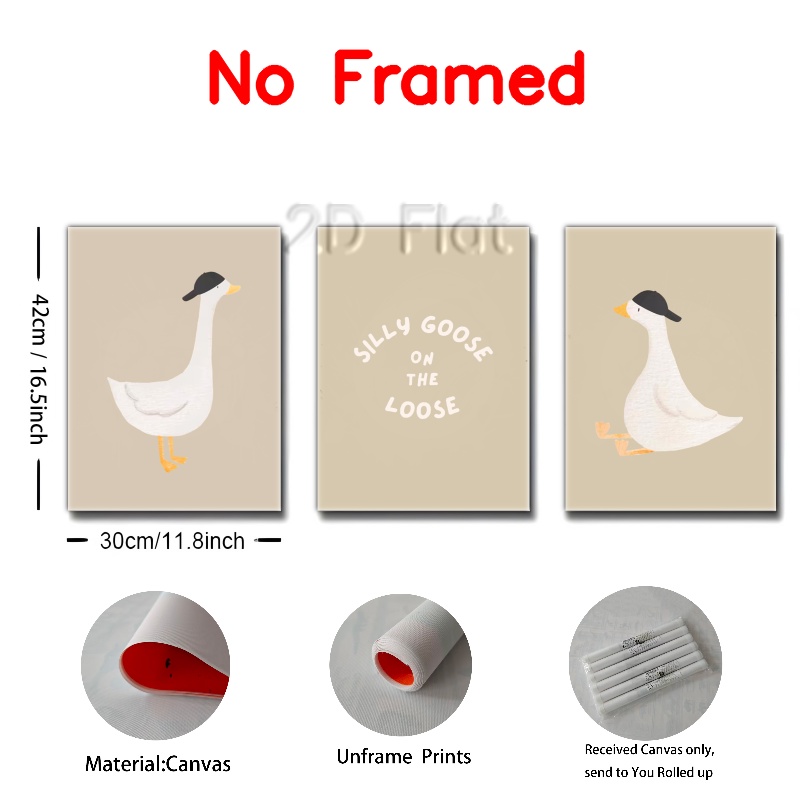 No Framed
2D Flat
SILLY GOOSE
ON
THE
LOOSE
42cm / 16.5inch
30cm/11.8inch
Material:Canvas
Unframe Prints
Received Canvas only,
send to You Rolled up